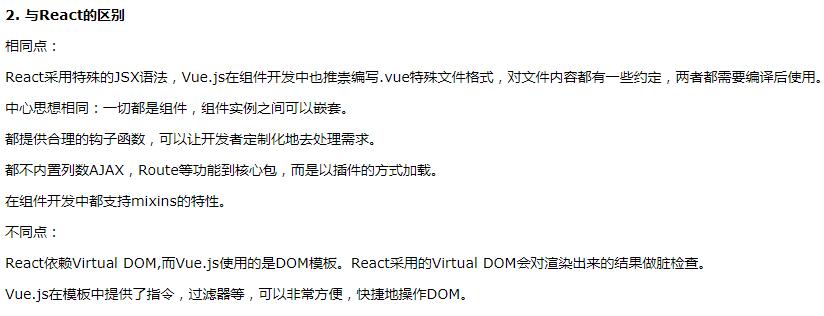 2. 与React的区别
相同点：
React采用特殊的JSX语法，Vue.js在组件开发中也推崇编写.vue特殊文件格式，对文件内容都有一些约定，两者都需要编译后使用。
中心思想相同：一切都是组件，组件实例之间可以嵌套。
都提供合理的钩子函数，可以让开发者定制化地去处理需求。
都不内置列数AJAX，Route等功能到核心包，而是以插件的方式加载。
在组件开发中都支持mixins的特性。
不同点：
React依赖Virtual DOM,而Vue.js使用的是DOM模板。React采用的Virtual DOM会对渲染出来的结果做脏检查。
Vue.js在模板中提供了指令，过滤器等，可以非常方便，快捷地操作DOM。